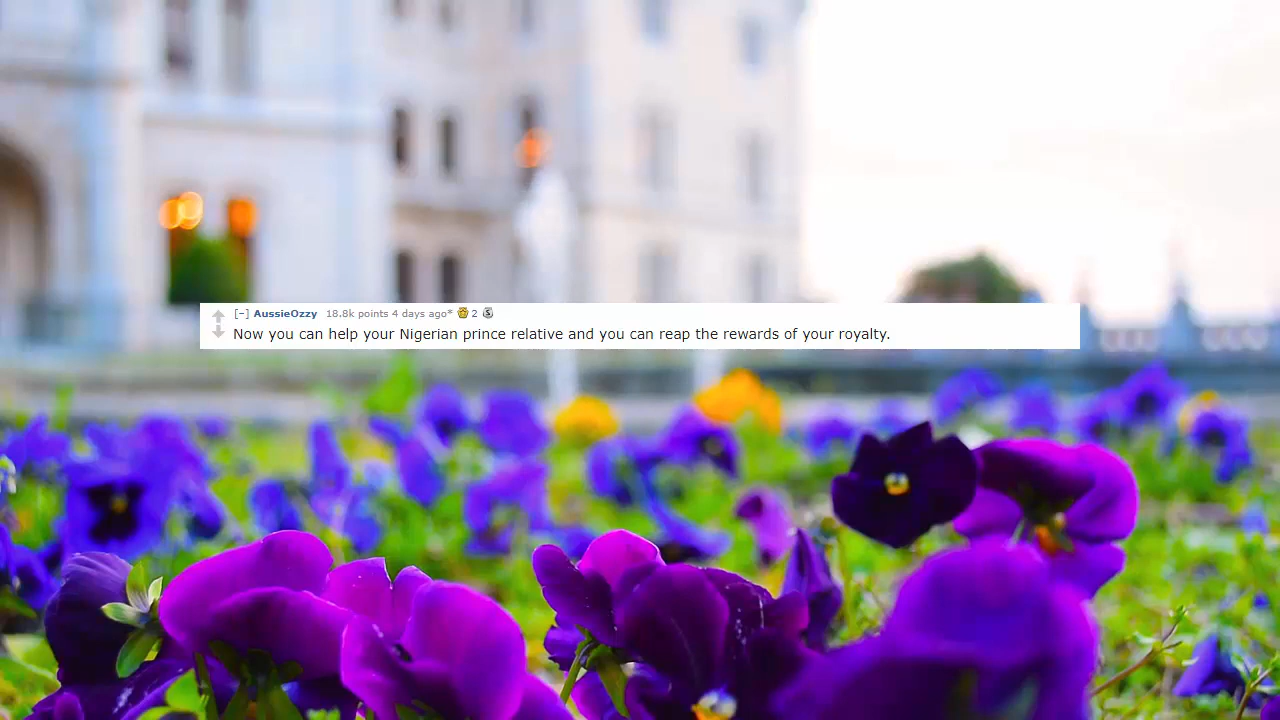 [–] AussieOzzy 18.8k points 4 days ago* 2
Now you can help your Nigerian prince relative and you can reap the rewards of your royalty.